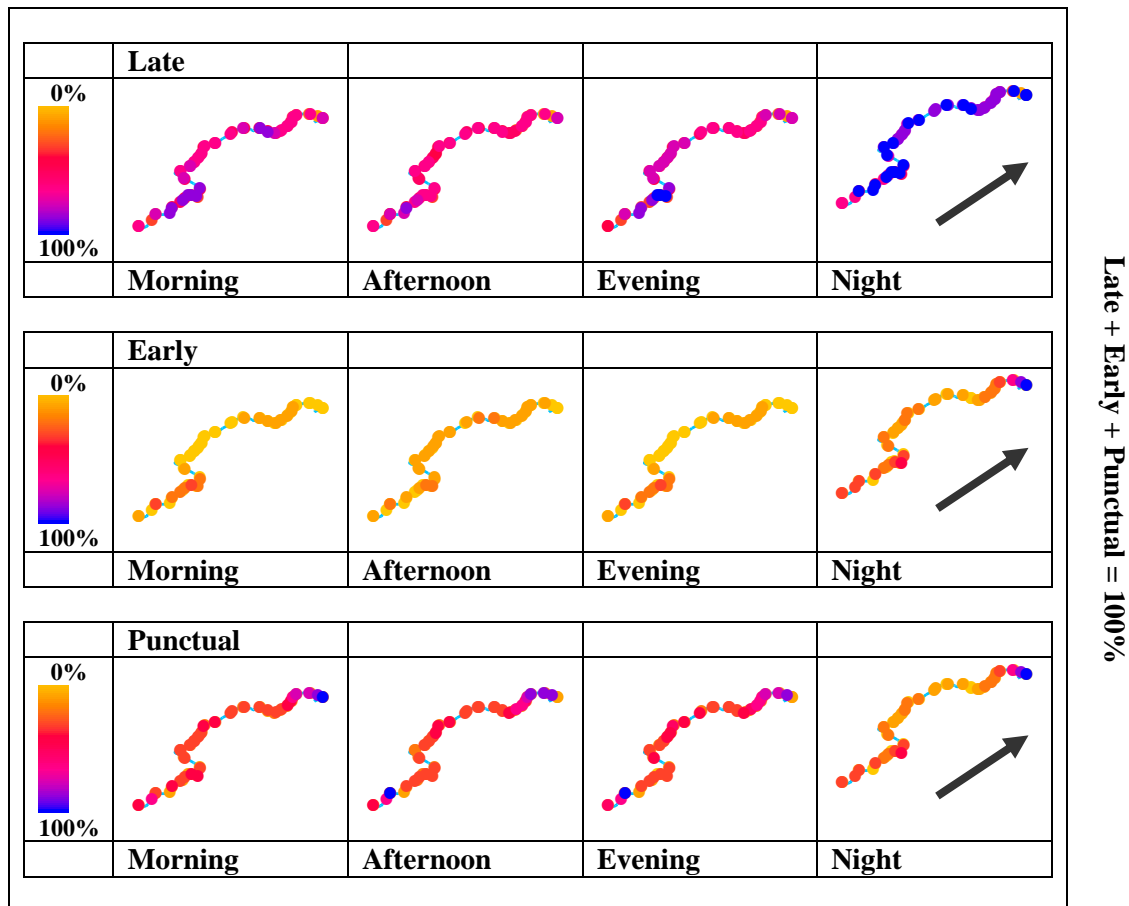 Late
0%
100%
Morning Afternoon Evening Night
Early
0%
100%
Morning Afternoon Evening Night
Punctual
0%
100%
Morning Afternoon Evening Night
Late + Early + Punctual = 100%